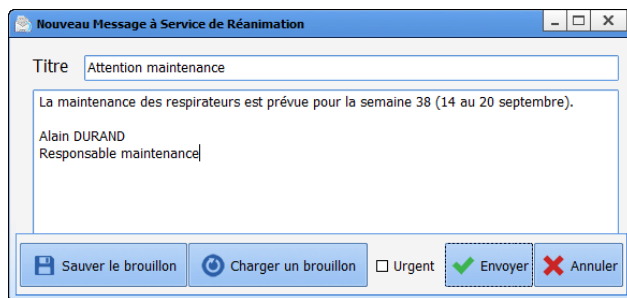 Nouveau Message à Service de Réanimation
Titre Attention maintenance
La maintenance des respirateurs est prévue pour la semaine 38 (14 au 20 septembre).
Alain DURAND
Responsable maintenance
Sauver le brouillon Charger un brouillon Urgent Envoyer Annuler